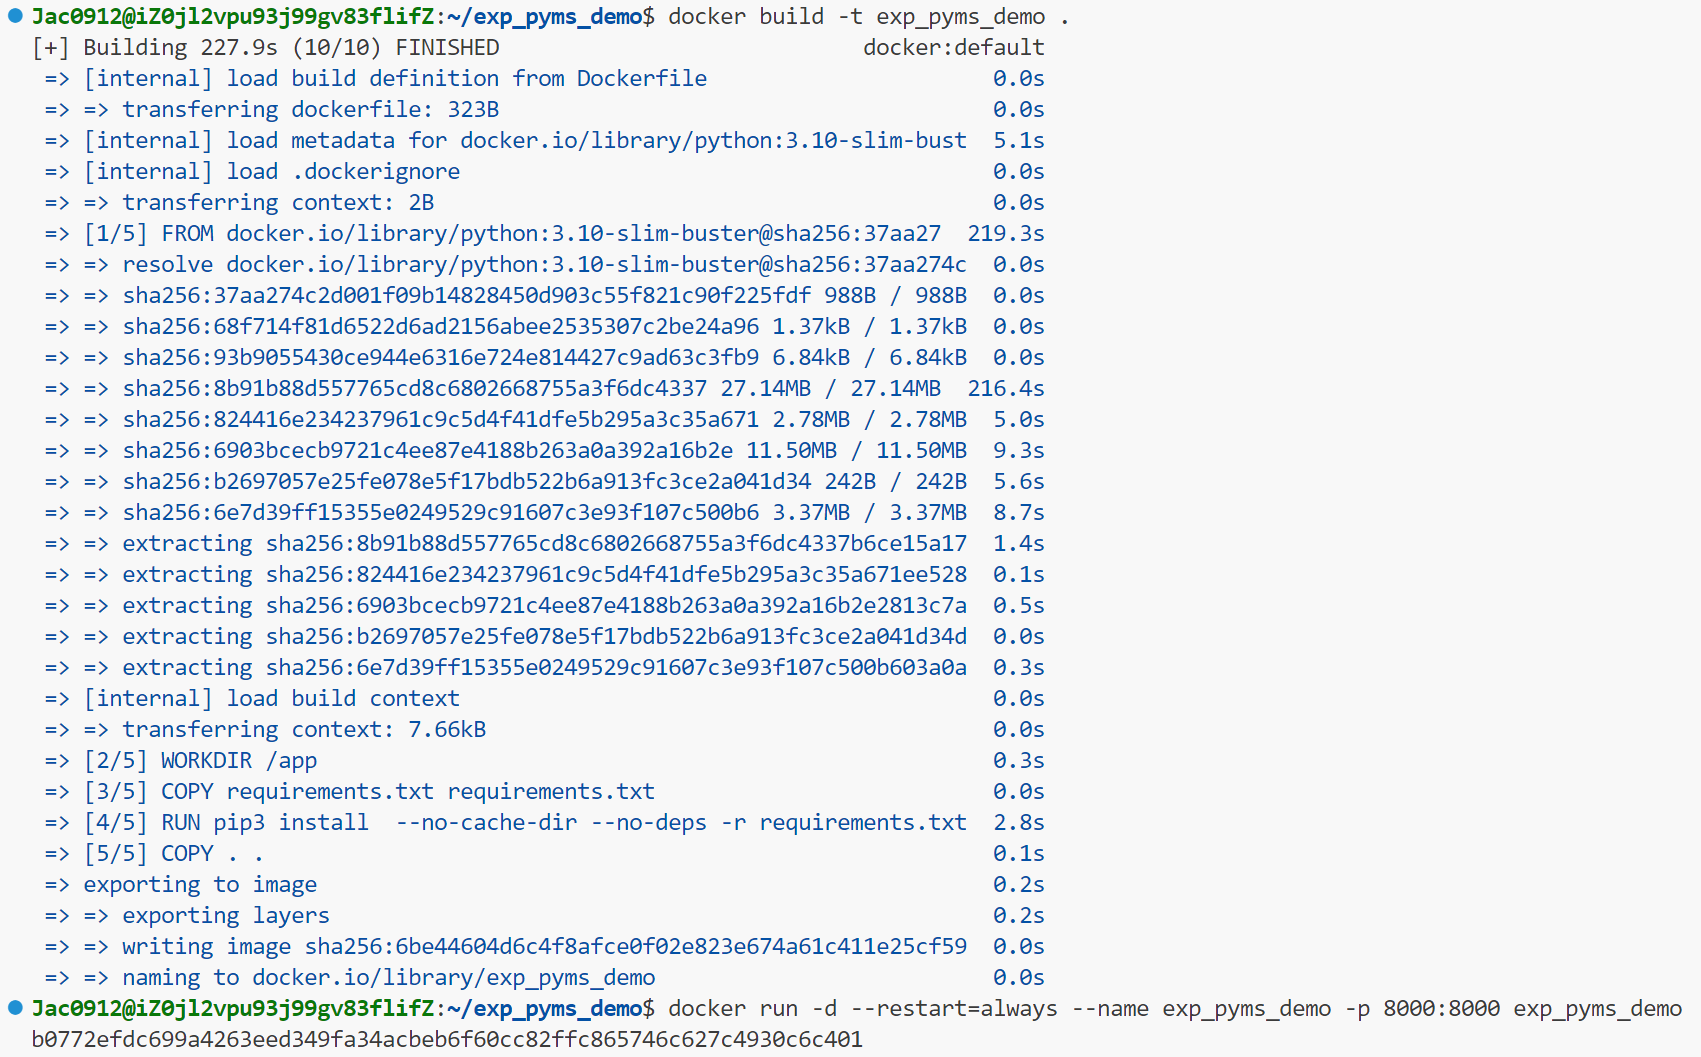 Jac0912@iZ0jl2vpu93j99gv83flifZ:~/exp_pyms_demo$ docker build -t exp_pyms_demo .
[+] Building 227.9s (10/10) FINISHED docker:default
=> [internal] load build definition from Dockerfile 0.0s
=> => transferring dockerfile: 323B 0.0s
=> [internal] load metadata for docker.io/library/python:3.10-slim-bust 5.1s
=> [internal] load .dockerignore 0.0s
=> => transferring context: 2B 0.0s
=> [1/5] FROM docker.io/library/python:3.10-slim-buster@sha256:37aa27 219.3s
=> => resolve docker.io/library/python:3.10-slim-buster@sha256:37aa274c 0.0s
=> => sha256:37aa274c2d001f09b14828450d903c55f821c90f225fdf 988B / 988B 0.0s
=> => sha256:68f714f81d6522d6ad2156abee2535307c2be24a96 1.37kB / 1.37kB 0.0s
=> => sha256:93b9055430ce944e6316e724e814427c9ad63c3fb9 6.84kB / 6.84kB 0.0s
=> => sha256:8b91b88d557765cd8c6802668755a3f6dc4337 27.14MB / 27.14MB 216.4s
=> => sha256:824416e234237961c9c5d4f41dfe5b295a3c35a671 2.78MB / 2.78MB 5.0s
=> => sha256:6903bcecb9721c4ee87e4188b263a0a392a16b2e 11.50MB / 11.50MB 9.3s
=> => sha256:b2697057e25fe078e5f17bdb522b6a913fc3ce2a041d34 242B / 242B 5.6s
=> => sha256:6e7d39ff15355e0249529c91607c3e93f107c500b6 3.37MB / 3.37MB 8.7s
=> => extracting sha256:8b91b88d557765cd8c6802668755a3f6dc4337b6ce15a17 1.4s
=> => extracting sha256:824416e234237961c9c5d4f41dfe5b295a3c35a671ee528 0.1s
=> => extracting sha256:6903bcecb9721c4ee87e4188b263a0a392a16b2e2813c7a 0.5s
=> => extracting sha256:b2697057e25fe078e5f17bdb522b6a913fc3ce2a041d34d 0.0s
=> => extracting sha256:6e7d39ff15355e0249529c91607c3e93f107c500b603a0a 0.3s
=> [internal] load build context 0.0s
=> => transferring context: 7.66kB 0.0s
=> [2/5] WORKDIR /app 0.3s
=> [3/5] COPY requirements.txt requirements.txt 0.0s
=> [4/5] RUN pip3 install  --no-cache-dir --no-deps -r requirements.txt 2.8s
=> [5/5] COPY . . 0.1s
=> exporting to image 0.2s
=> => exporting layers 0.2s
=> => writing image sha256:6be44604d6c4f8afce0f02e823e674a61c411e25cf59 0.0s
=> => naming to docker.io/library/exp_pyms_demo 0.0s
Jac0912@iZ0jl2vpu93j99gv83flifZ:~/exp_pyms_demo$ docker run -d --restart=always --name exp_pyms_demo -p 8000:8000 exp_pyms_demo
b0772efdc699a4263eed349fa34acbeb6f60cc82ffc865746c627c4930c6c401